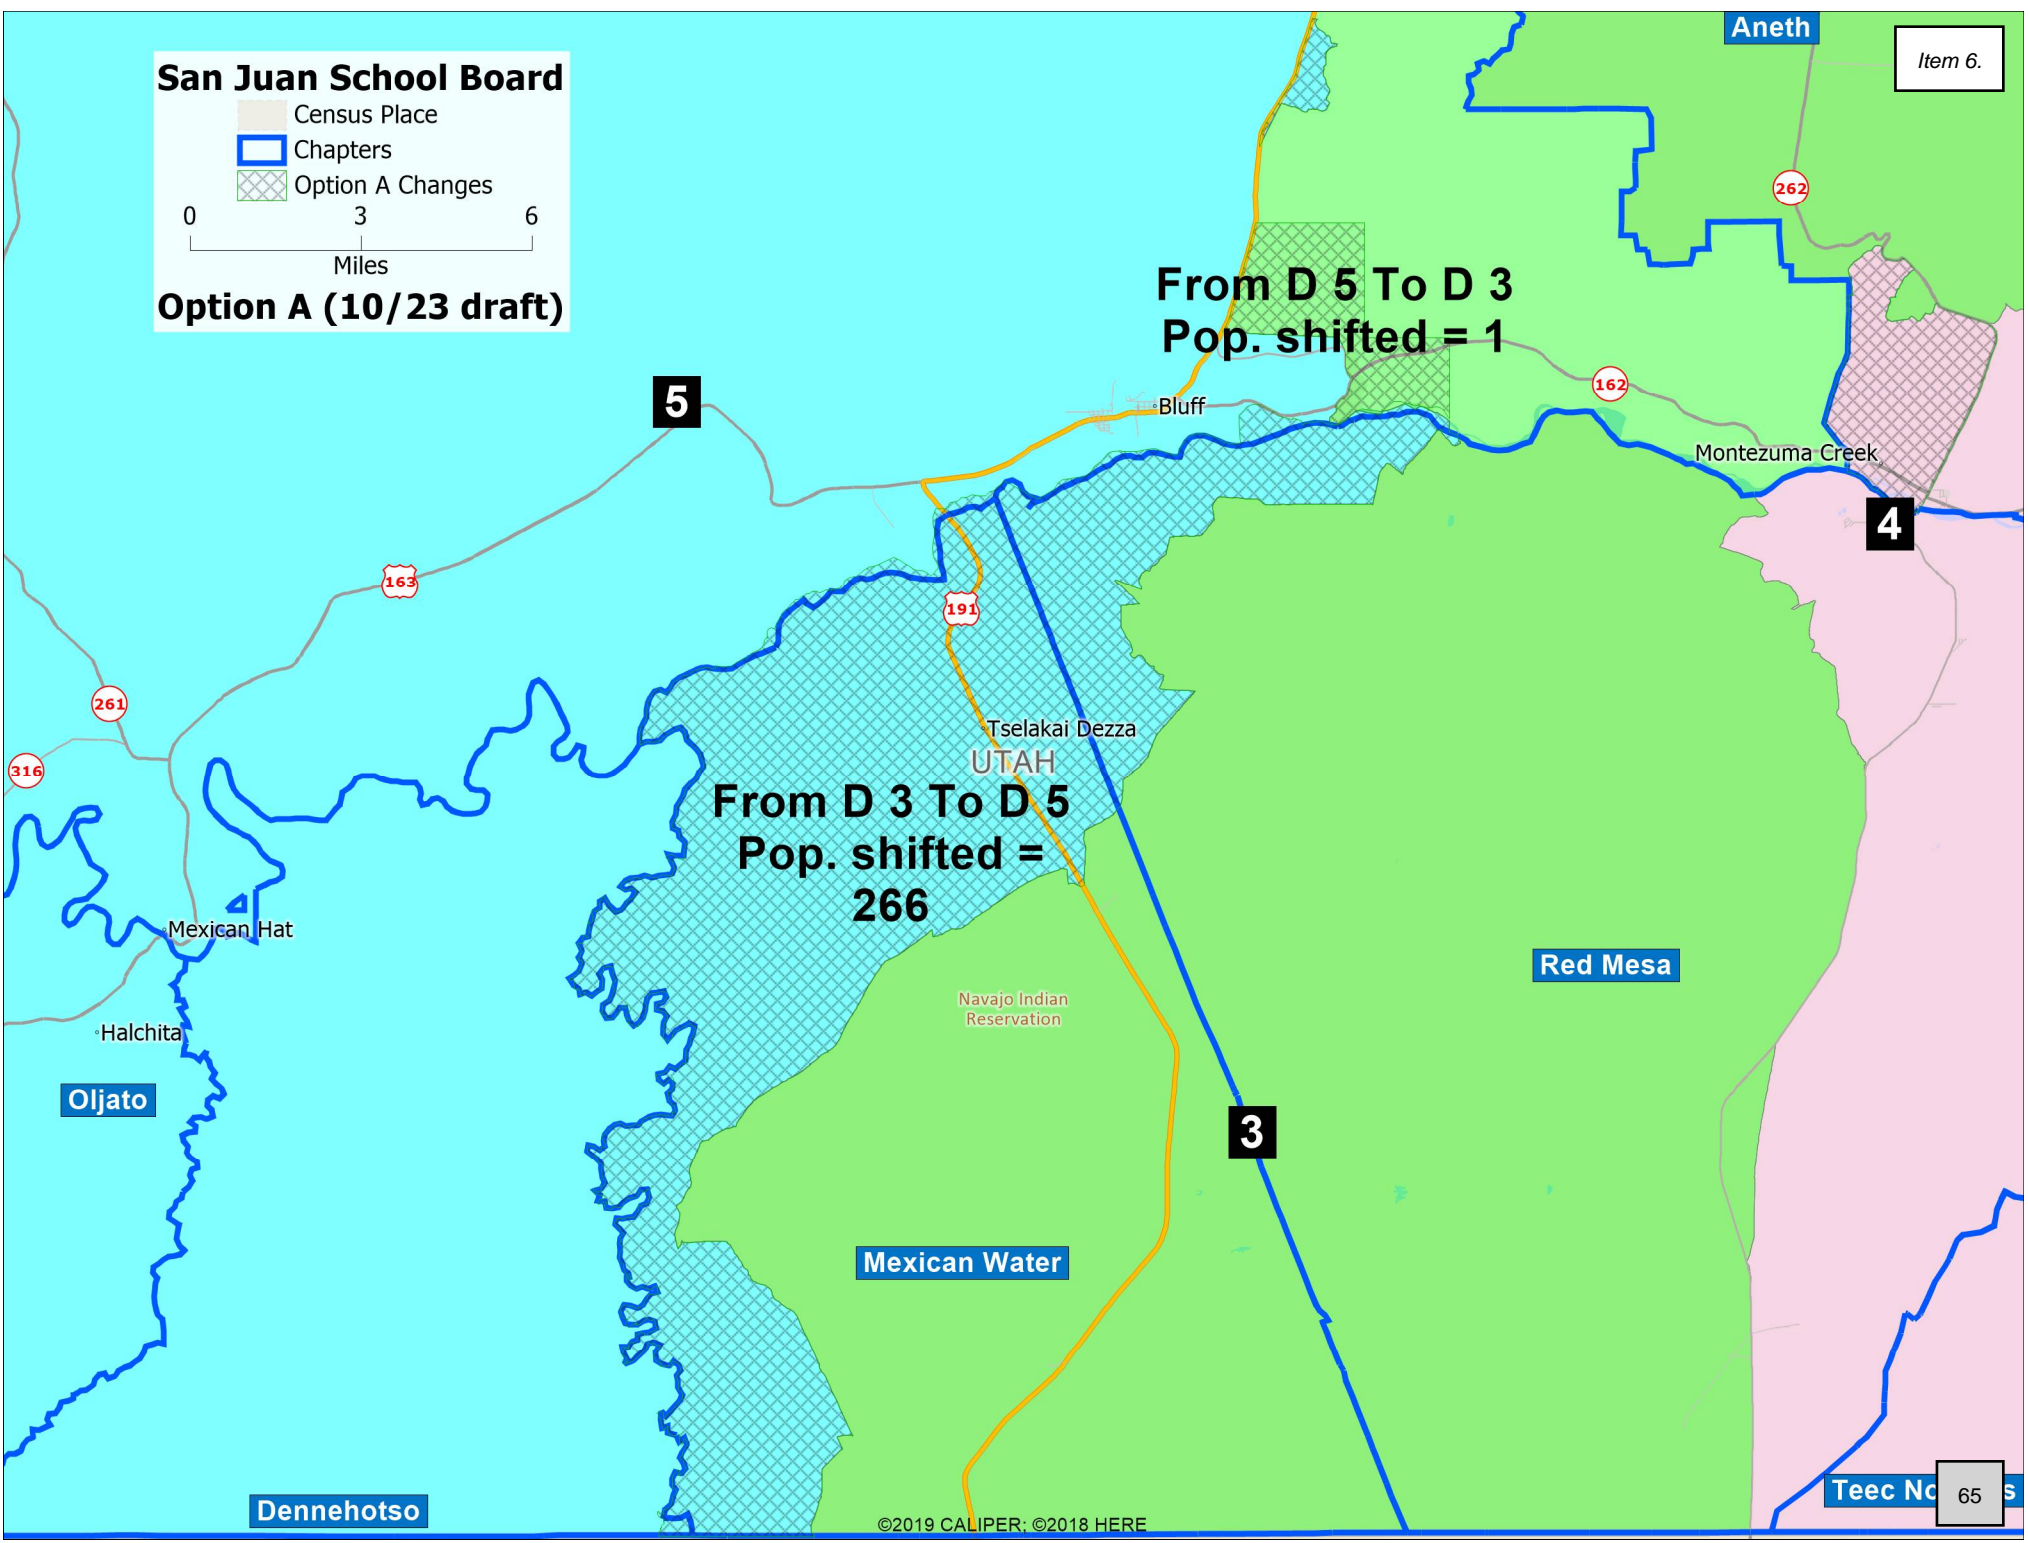 Aneth
Item 6.
San Juan School Board
Census Place
Chapters
Option A Changes
0 3 6
Miles
Option A (10/23 draft)
262
From D 5 To D 3
Pop. shifted = 1
162
5
Bluff
Montezuma Creek
4
163
191
261
Tselakai Dezza
UTAH
316
From D 3 To D 5
Pop. shifted =
266
Mexican Hat
Red Mesa
Navajo Indian
Reservation
Halchita
Oljato
3
Mexican Water
Teec
65
Dennehotso
©2019 CALIPER; ©2018 HERE